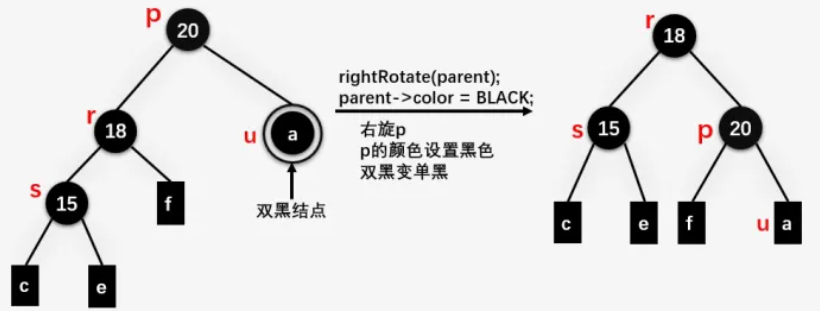 p
20
r
18
u
a
s
15
f
双黑结点
c
e
rightRotate(parent);
parent->color = BLACK;
右旋p
p的颜色设置黑色
双黑变单黑
r
18
s
15
p
20
c
e
f
u
a